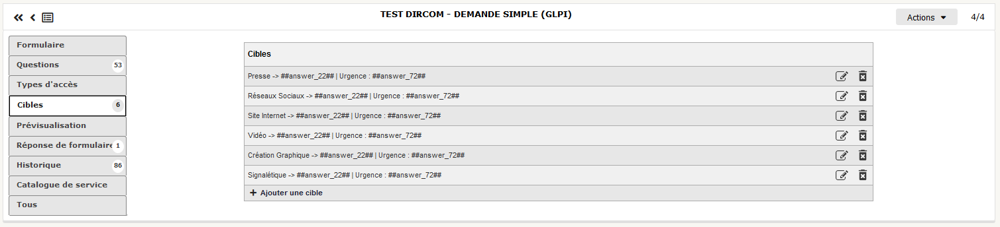 TEST DIRCOM - DEMANDE SIMPLE (GLPI)
Actions
4/4
Formulaire
Questions 53
Types d'accès
Cibles 6
Prévisualisation
Réponse de formulaire 1
Historique 86
Catalogue de service
Tous
Cibles
Presse -> ##answer_22## | Urgence : ##answer_72##
Réseaux Sociaux -> ##answer_22## | Urgence : ##answer_72##
Site Internet -> ##answer_22## | Urgence : ##answer_72##
Vidéo -> ##answer_22## | Urgence : ##answer_72##
Création Graphique -> ##answer_22## | Urgence : ##answer_72##
Signalétique -> ##answer_22## | Urgence : ##answer_72##
+ Ajouter une cible